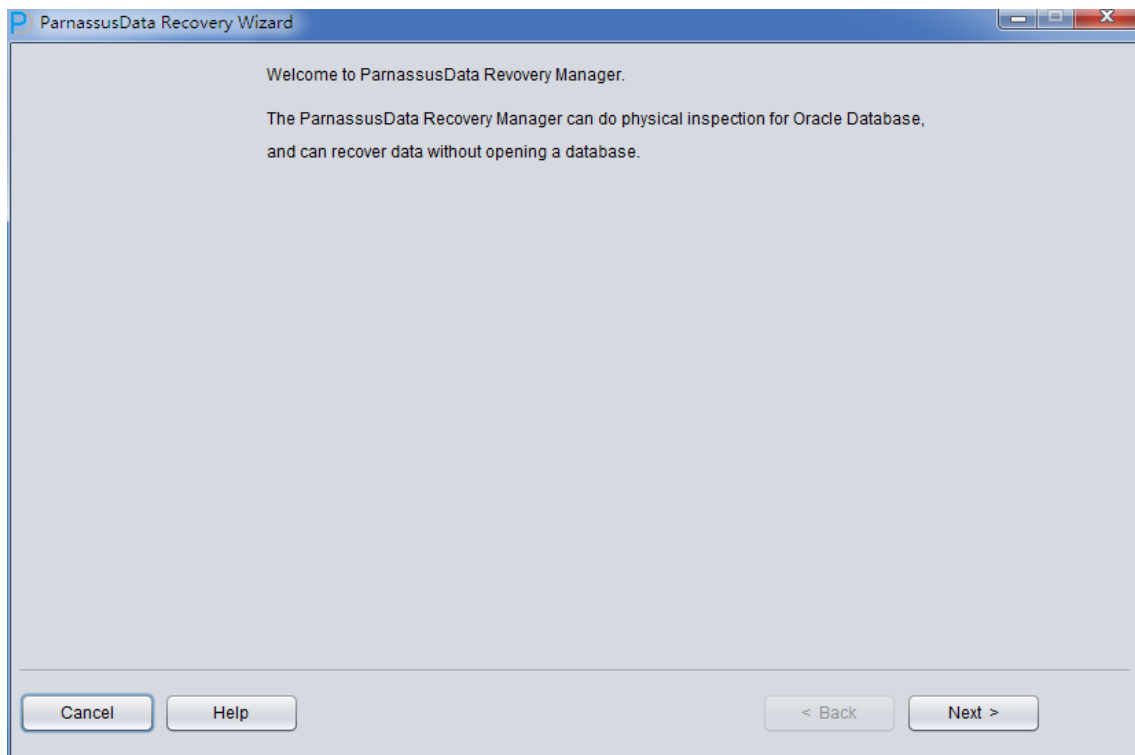 ParnassusData Recovery Wizard
Welcome to ParnassusData Revovery Manager.
The ParnassusData Recovery Manager can do physical inspection for Oracle Database,
and can recover data without opening a database.
Cancel
Help
< Back
Next >